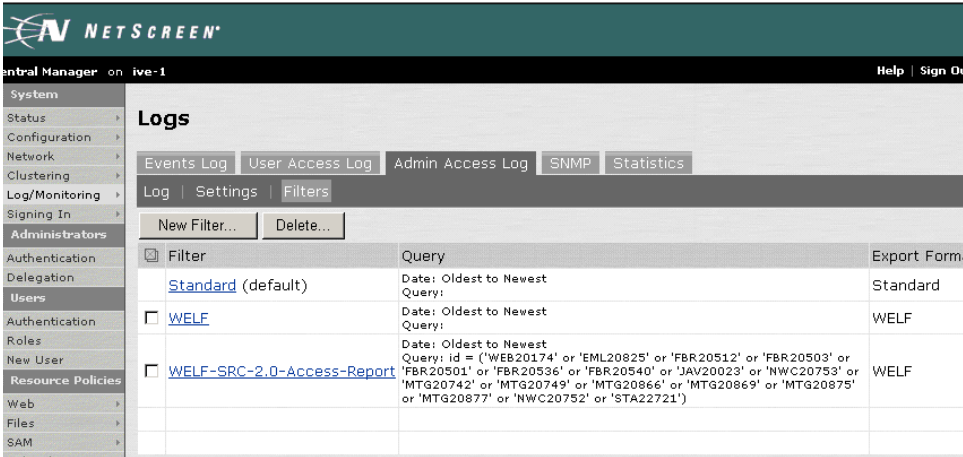 NETSCREEN
entral Manager on ive-1
Help | Sign Ou
System
Status
Configuration
Network
Clustering
Log/Monitoring
Signing In
Administrators
Authentication
Delegation
Users
Authentication
Roles
New User
Resource Policies
Web
Files
SAM
Logs
Events Log User Access Log Admin Access Log SNMP Statistics
Log | Settings | Filters
New Filter... Delete...
Filter Query Export Forma
Standard (default) Date: Oldest to Newest Standard
Query:
WELF Date: Oldest to Newest WELF
Query:
Date: Oldest to Newest
Query: id = ('WEB20174' or 'EML20825' or 'FBR20512' or 'FBR20503' or
WELF-SRC-2.0-Access-Report 'FBR20501' or 'FBR20536' or 'FBR20540' or 'JAV20023' or 'NWC20753' or WELF
'MTG20742' or 'MTG20749' or 'MTG20866' or 'MTG20869' or 'MTG20875'
or 'MTG20877' or 'NWC20752' or 'STA22721')